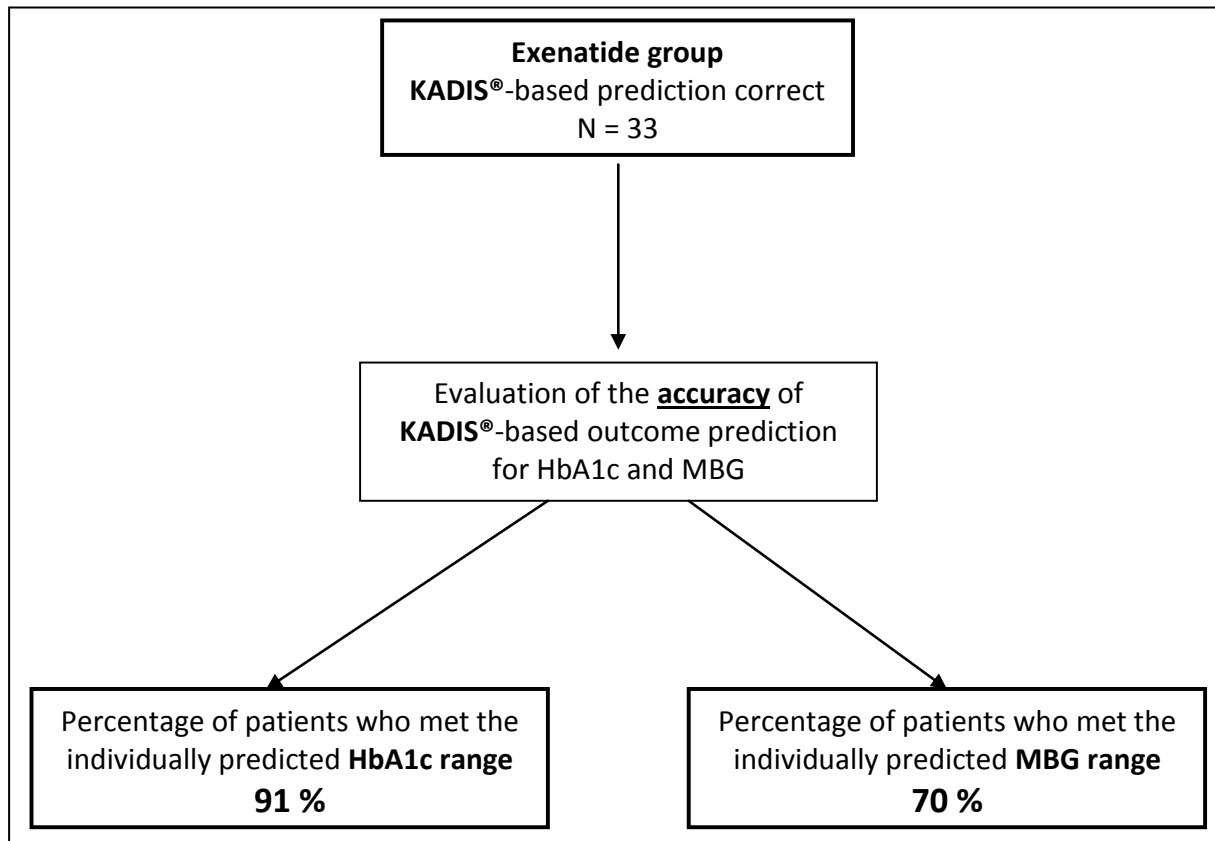 Exenatide group
KADIS®-based prediction correct
N = 33
Evaluation of the accuracy of
KADIS®-based outcome prediction
for HbA1c and MBG
Percentage of patients who met the
individually predicted HbA1c range
91 %
Percentage of patients who met the
individually predicted MBG range
70 %